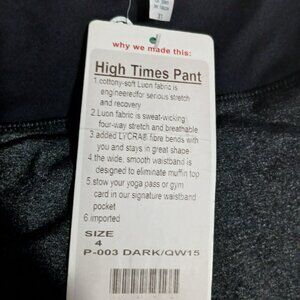 why we made this:
High Times Pant
1.cottony-soft Luon fabric is
engineeredfor serious stretch
and recovery
2.Luon fabric is sweat-wicking
four-way stretch and breathable
3.added LYCRA® fibre bends with
you and stays in great shape
4.the wide, smooth waistband is
designed to eliminate muffin top
5.stow your yoga pass or gym
card in our signature waistband
pocket
6.imported
SIZE
4
P-003 DARK/QW15